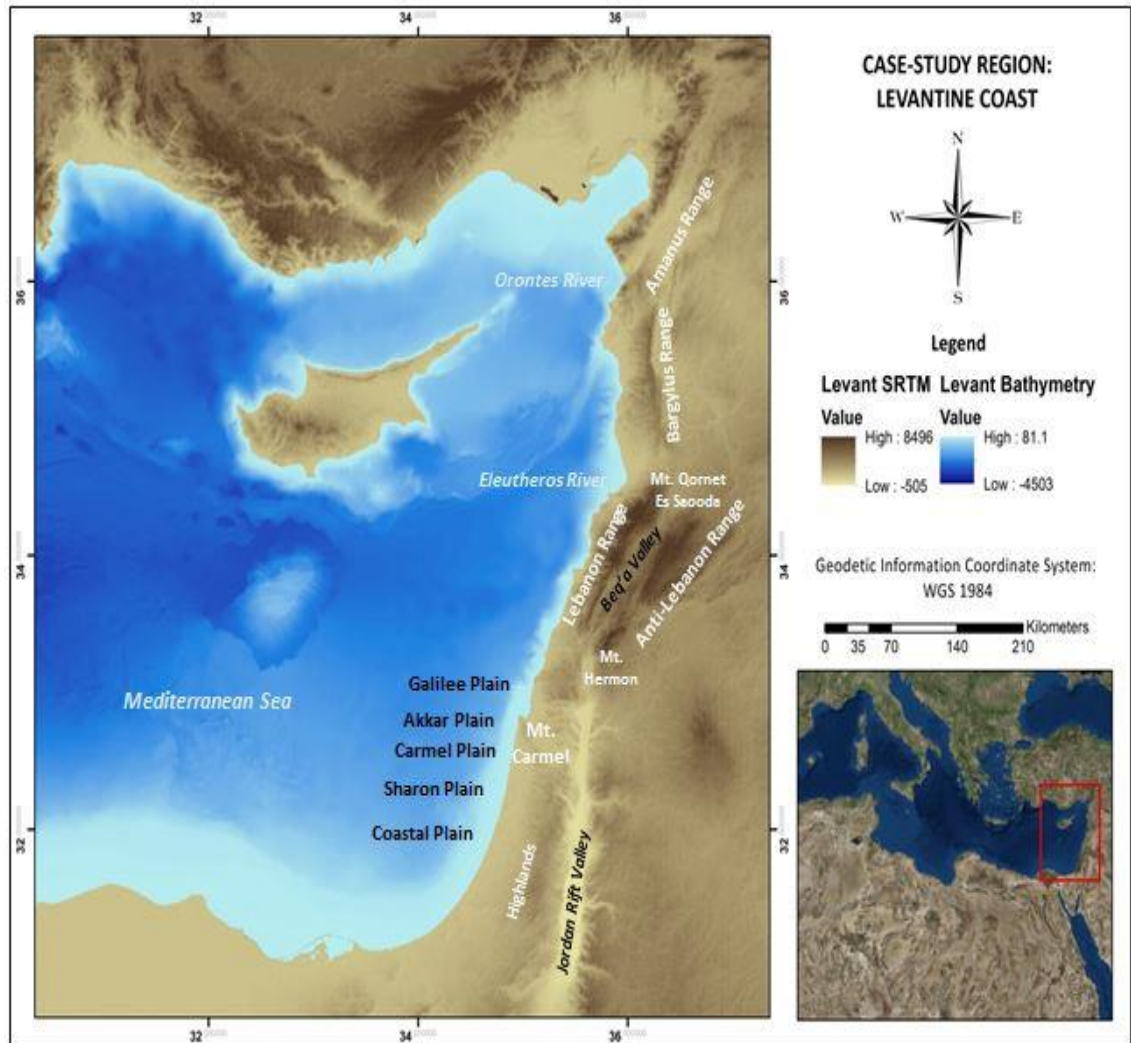 32
34
36
36
34
32
36
34
32
32
34
36
Orontes River
Amanus Range
Bargylus Range
Eleutheros River
Mt. Qornet
Es Saooda
Lebanon Range
Beq'a Valley
Anti-Lebanon Range
Mt.
Hermon
Galilee Plain
Mediterranean Sea
Akkar Plain
Mt.
Carmel
Carmel Plain
Sharon Plain
Coastal Plain
Highlands
Jordan Rift Valley
CASE-STUDY REGION:
LEVANTINE COAST
N
W E
S
Legend
Levant SRTM Levant Bathymetry
Value Value
High : 8496 High : 81.1
Low : -505 Low : -4503
Geodetic Information Coordinate System:
WGS 1984
Kilometers
0 35 70 140 210